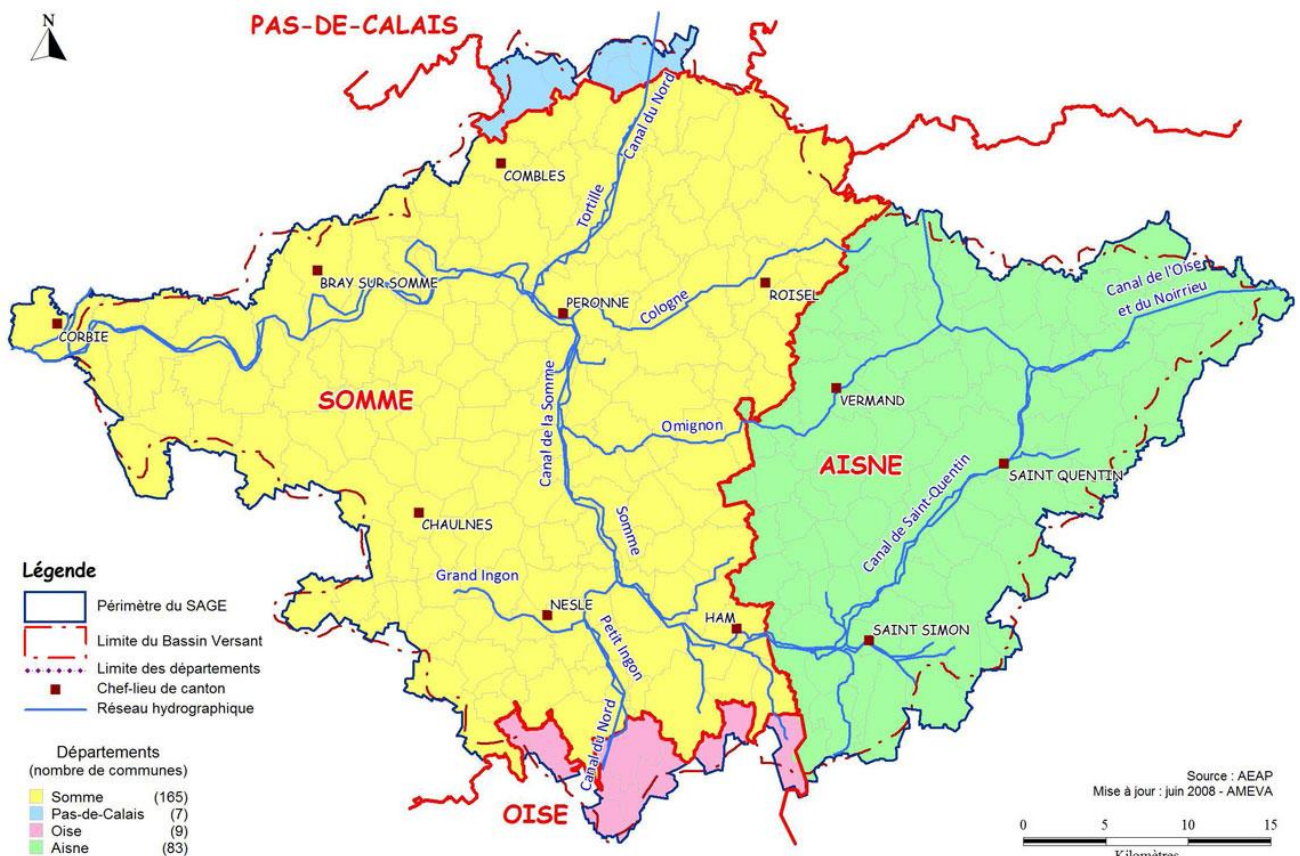 N
PAS-DE-CALAIS
Canal du Nord
COMBLES
Tortille
Canal de l'Oise
et du Noirrieu
BRAY SUR SOMME
ROISEL
PERONNE
Cologne
CORBIE
SOMME
VERMAND
Canal de la Somme
Omignon
AISNE
SAINT QUENTIN
Canal de Saint-Quentin
CHAULNES
Somme
Grand Ingon
NESLE
HAM
Petit Ingon
SAINT SIMON
Canal du Nord
OISE
Légende
Périmètre du SAGE
Limite du Bassin Versant
Limite des départements
Chef-lieu de canton
Réseau hydrographique
Départements
(nombre de communes)
Somme (165)
Pas-de-Calais (7)
Oise (9)
Aisne (83)
Source : AEAP
Mise à jour : juin 2008 - AMEVA
0 5 10 15
Kilomètres